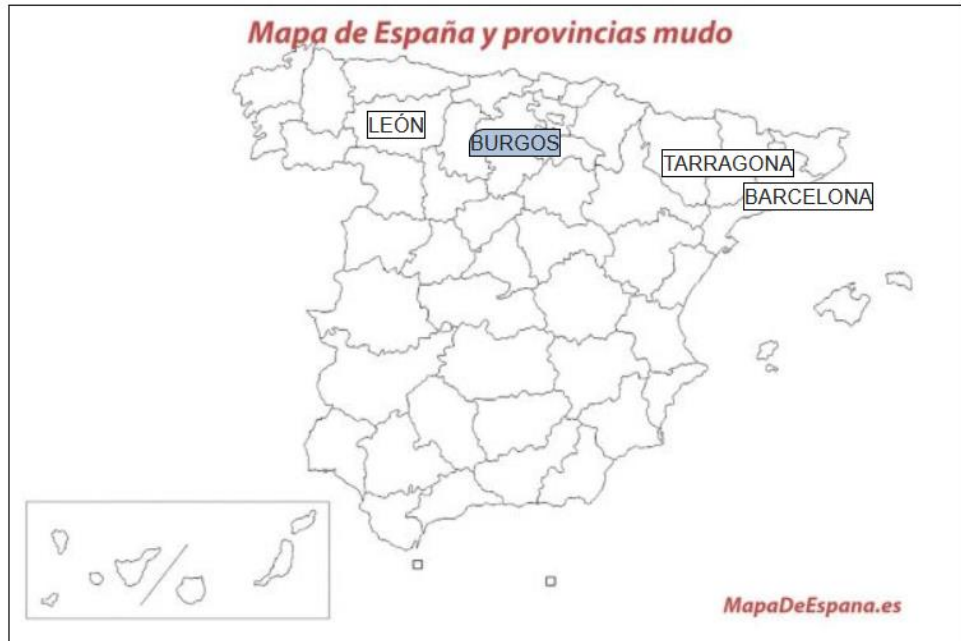 Mapa de España y provincias mudo
LEÓN
BURGOS
TARRAGONA
BARCELONA
MapaDeEspana.es